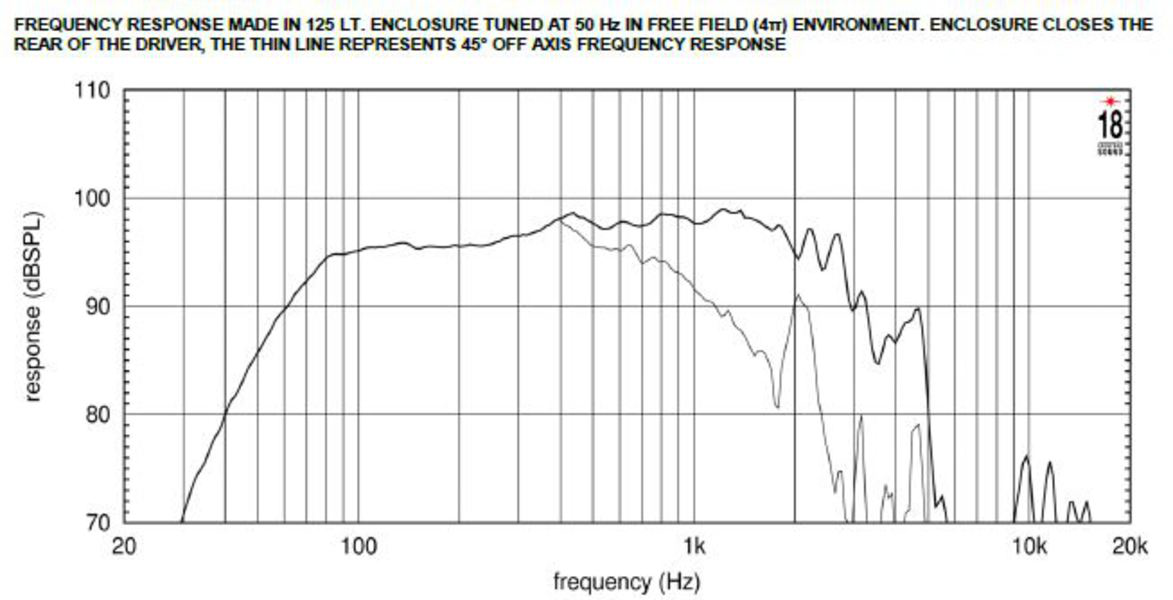 FREQUENCY RESPONSE MADE IN 125 LT. ENCLOSURE TUNED AT 50 Hz IN FREE FIELD (4π) ENVIRONMENT. ENCLOSURE CLOSES THE
REAR OF THE DRIVER, THE THIN LINE REPRESENTS 45° OFF AXIS FREQUENCY RESPONSE
110
100
90
80
70
response (dBSPL)
18
SOUND
20
100
1k
10k
20k
frequency (Hz)